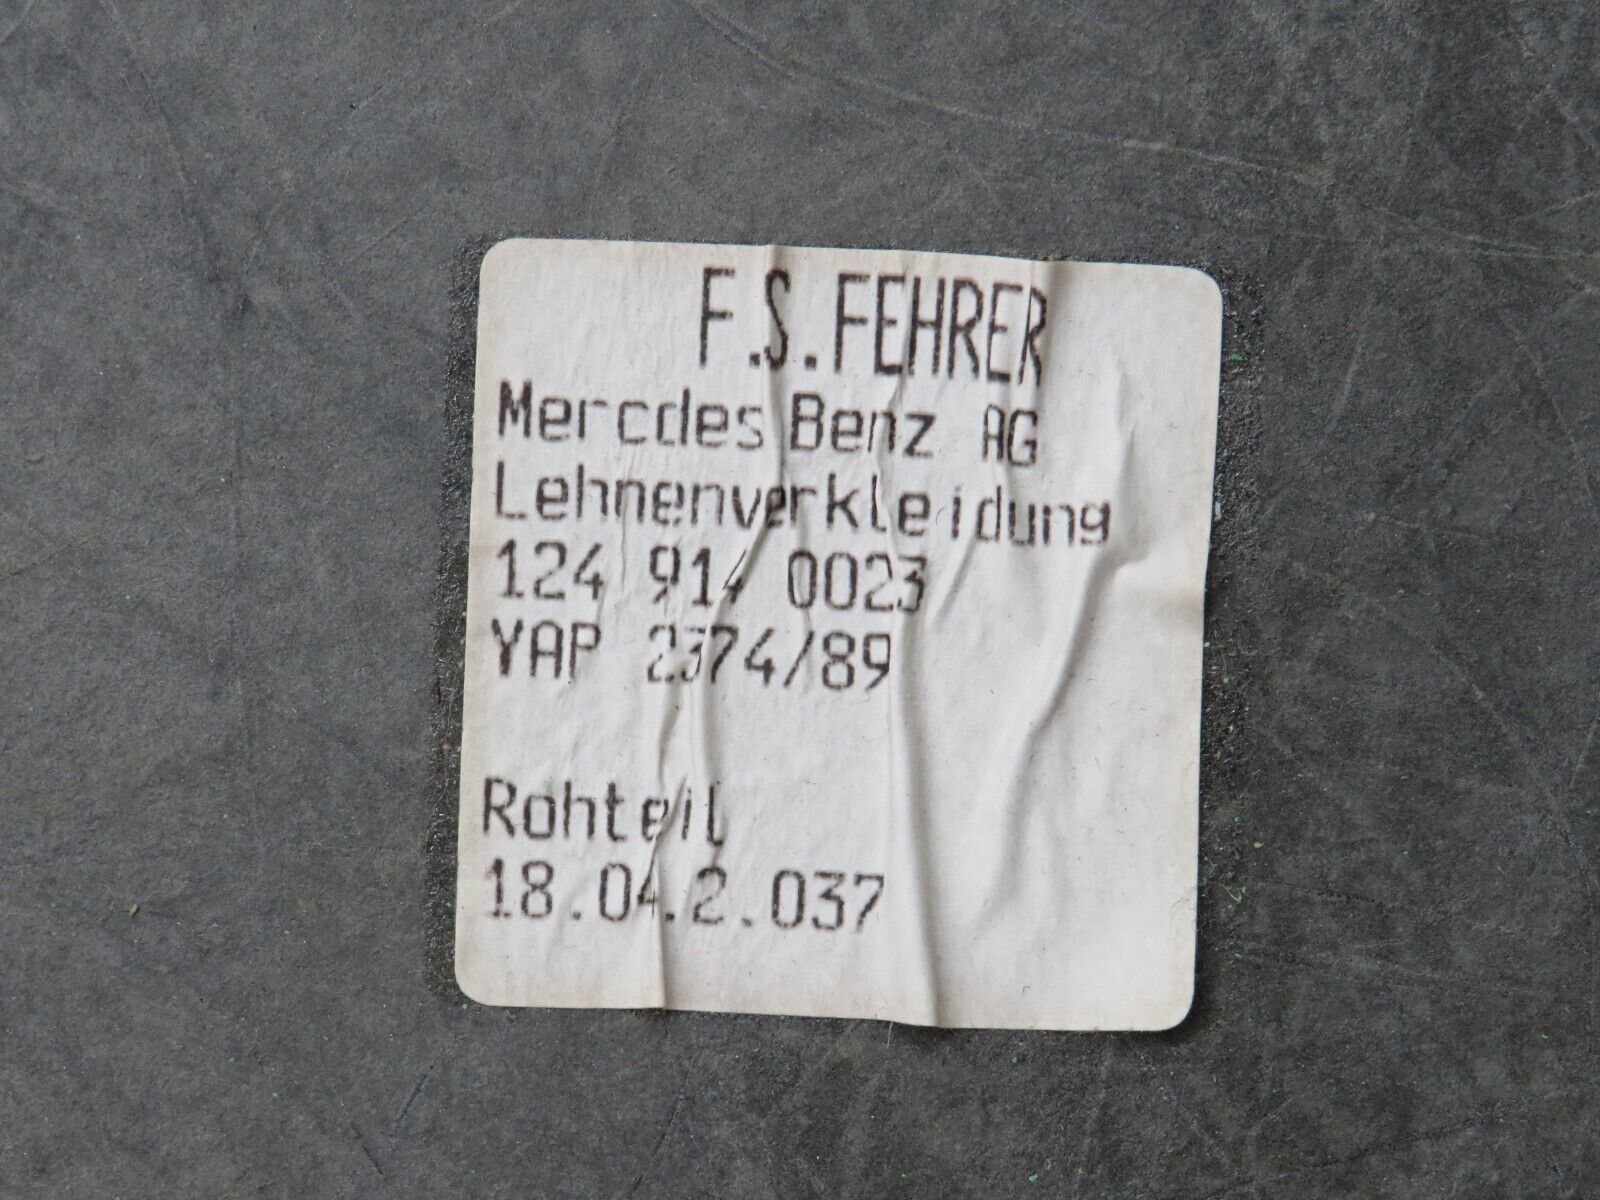 F.S.FEHRER
Mercdes Benz AG
Lehnenverkleidung
124 914 0023
YAP 2374/89
Rohteil
18.04.2.037